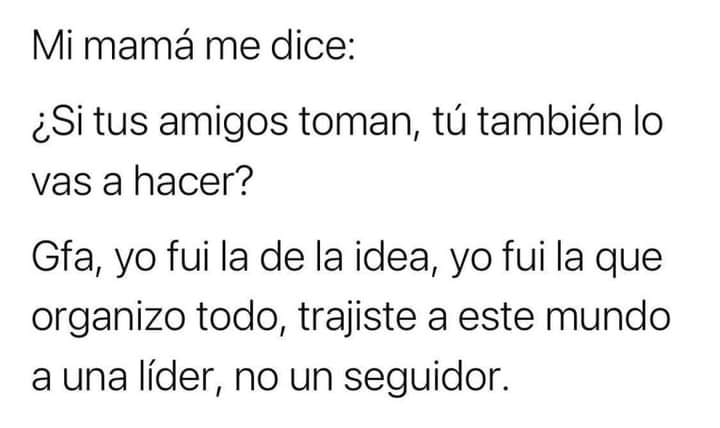 Mi mamá me dice:
¿Si tus amigos toman, tú también lo
vas a hacer?
Gfa, yo fui la de la idea, yo fui la que
organizo todo, trajiste a este mundo
a una líder, no un seguidor.